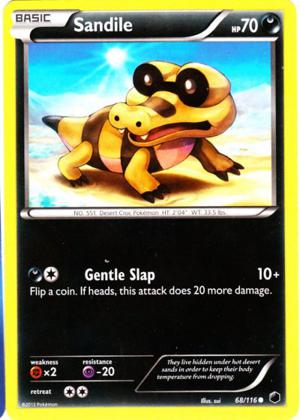 BASIC
Sandile
HP70
NO. 551 Desert Croc Pokémon HT: 2'04" WT: 33.5 lbs.
Gentle Slap 10+
Flip a coin. If heads, this attack does 20 more damage.
weakness resistance
×2 -20
retreat
They live hidden under hot desert
sands in order to keep their body
temperature from dropping.
Illus. sui 68/116
©2013 Pokémon